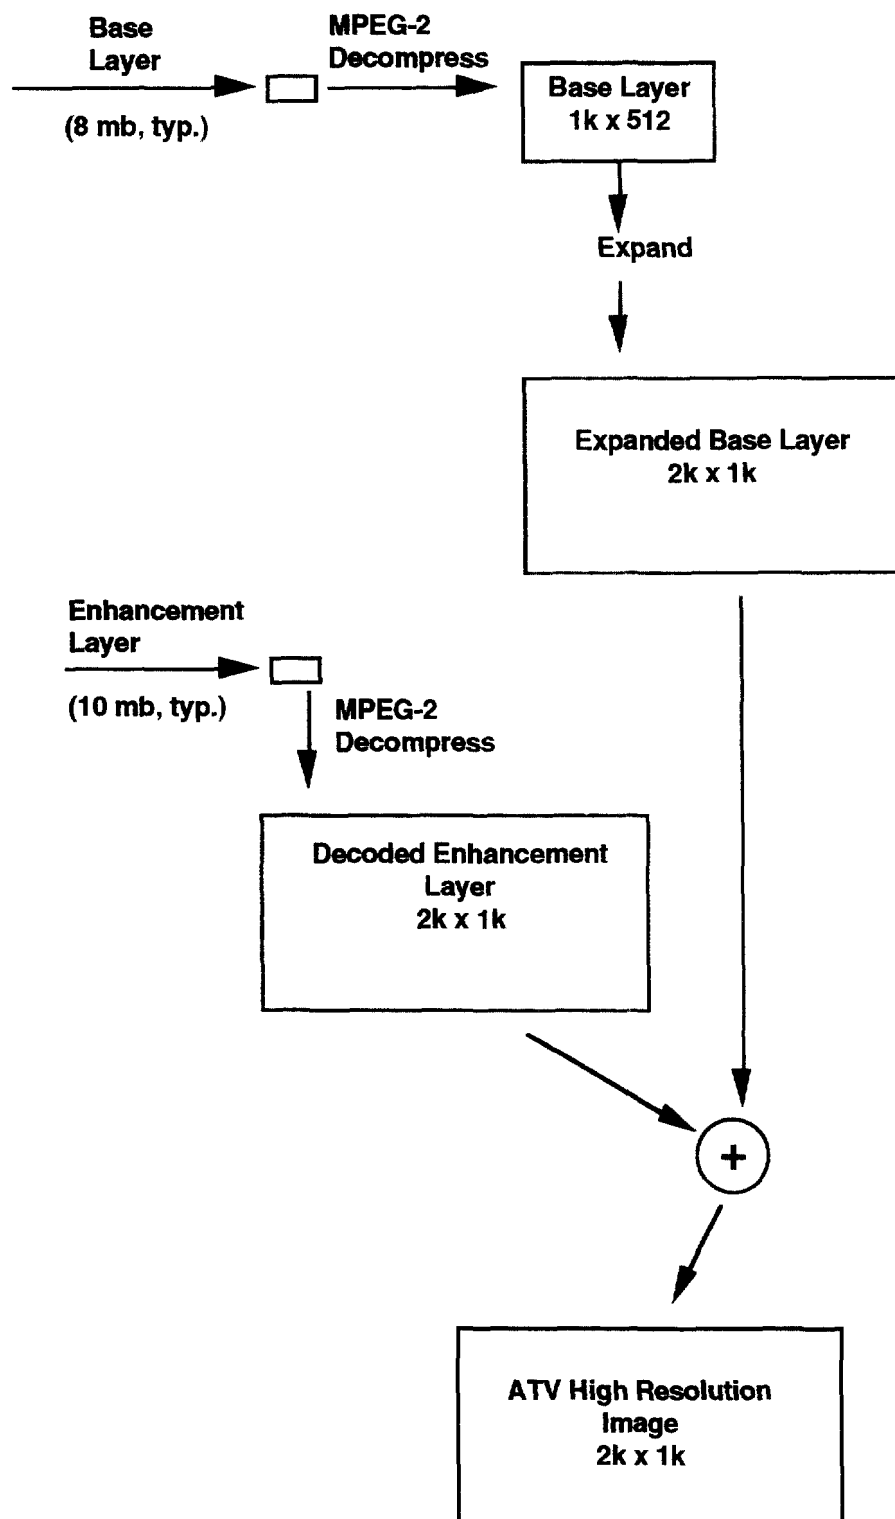 Base
Layer
(8 mb, typ.)
MPEG-2
Decompress
Base Layer
1k x 512
Expand
Expanded Base Layer
2k x 1k
Enhancement
Layer
(10 mb, typ.)
MPEG-2
Decompress
Decoded Enhancement
Layer
2k x 1k
+
ATV High Resolution
Image
2k x 1k